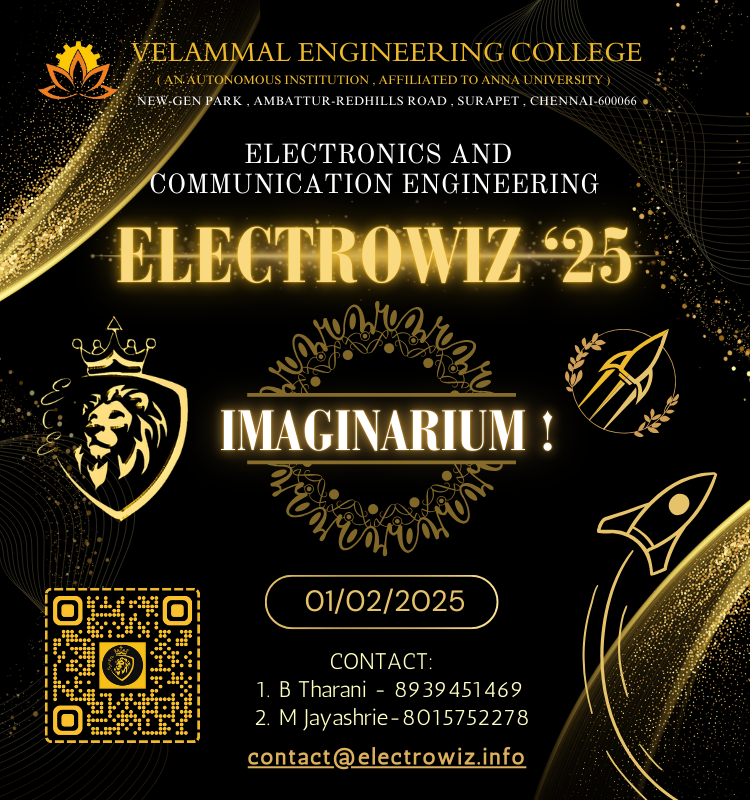 VELAMMAL ENGINEERING COLLEGE
( AN AUTONOMOUS INSTITUTION , AFFILIATED TO ANNA UNIVERSITY )
NEW-GEN PARK , AMBATTUR-REDHILLS ROAD , SURAPET , CHENNAI-600066 .
ELECTRONICS AND
COMMUNICATION ENGINEERING
ELECTROWIZ ‘25
IMAGINARIUM !
01/02/2025
CONTACT:
1. B Tharani - 8939451469
2. M Jayashrie-8015752278
contact@electrowiz.info